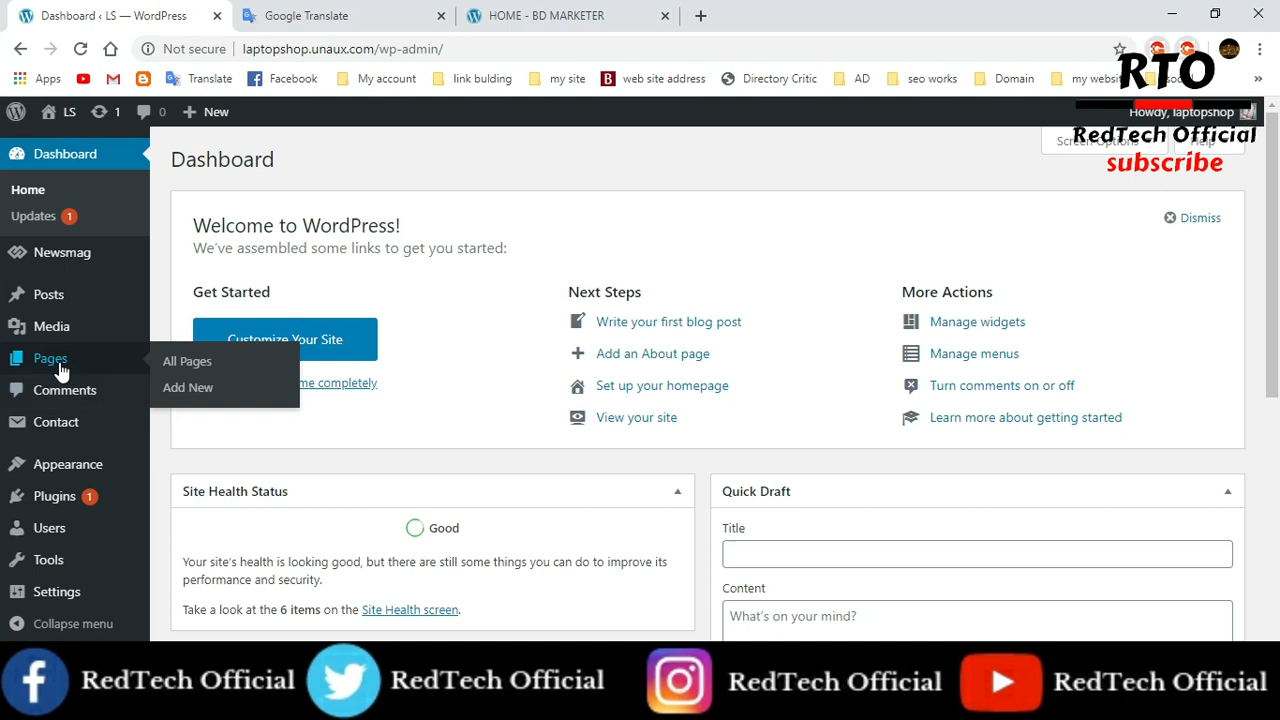 Dashboard ‹ LS — WordPress
Google Translate
HOME - BD MARKETER
Not secure
laptopshop.unaux.com/wp-admin/
Apps
Translate
Facebook
My account
link bulding
my site
B
web site address
Directory Critic
AD
seo works
Domain
my websi
»
RTO
RedTech Official
subscribe
LS
1
0
New
Howdy, laptopshop
Dashboard
Home
Updates 1
Newsmag
Posts
Media
Pages
All Pages
Add New
Comments
Contact
Appearance
Plugins 1
Users
Tools
Settings
Collapse menu
Dashboard
Screen Options
Help
Welcome to WordPress!
We've assembled some links to get you started:
Dismiss
Get Started
Customize Your Site
me completely
Next Steps
Write your first blog post
Add an About page
Set up your homepage
View your site
More Actions
Manage widgets
Manage menus
Turn comments on or off
Learn more about getting started
Site Health Status
Good
Your site's health is looking good, but there are still some things you can do to improve its
performance and security.
Take a look at the 6 items on the Site Health screen.
Quick Draft
Title
Content
What's on your mind?
RedTech Official
RedTech Official
RedTech Official
RedTech Official